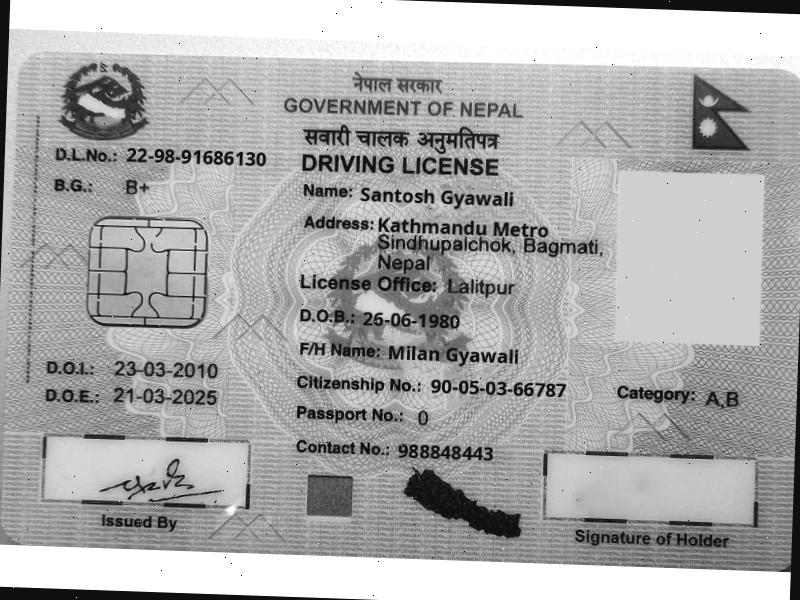 नेपाल सरकार
GOVERNMENT OF NEPAL
सवारी चालक अनुमतिपत्र
DRIVING LICENSE
D.L.No.: 22-98-91686130
B.G.: B+
Name: Santosh Gyawali
Address: Kathmandu Metro
Sindhupalchok, Bagmati,
Nepal
License Office: Lalitpur
D.O.B.: 26-06-1980
F/H Name: Milan Gyawali
D.O.I.: 23-03-2010
D.O.E.: 21-03-2025
Citizenship No.: 90-05-03-66787
Category: A,B
Passport No.: 0
Contact No.: 988848443
Issued By
Signature of Holder